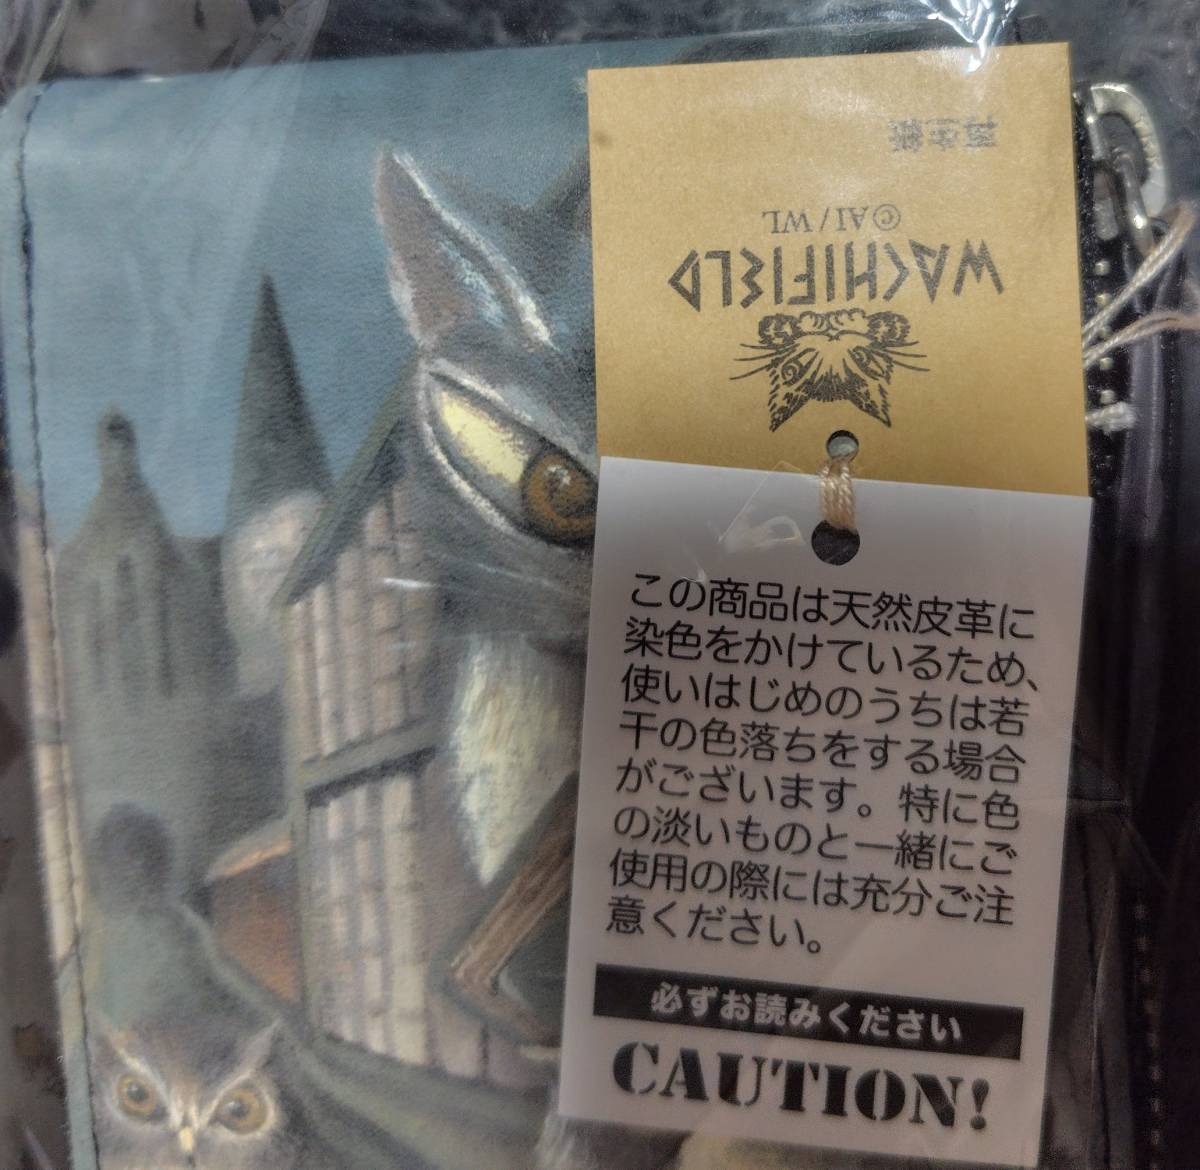 再生紙
©AI/WL
WACHIFIELD
この商品は天然皮革に
染色をかけているため、
使いはじめのうちは若
干の色落ちをする場合
がございます。特に色
の淡いものと一緒にご
使用の際には充分ご注
意ください。
必ずお読みください
CAUTION!